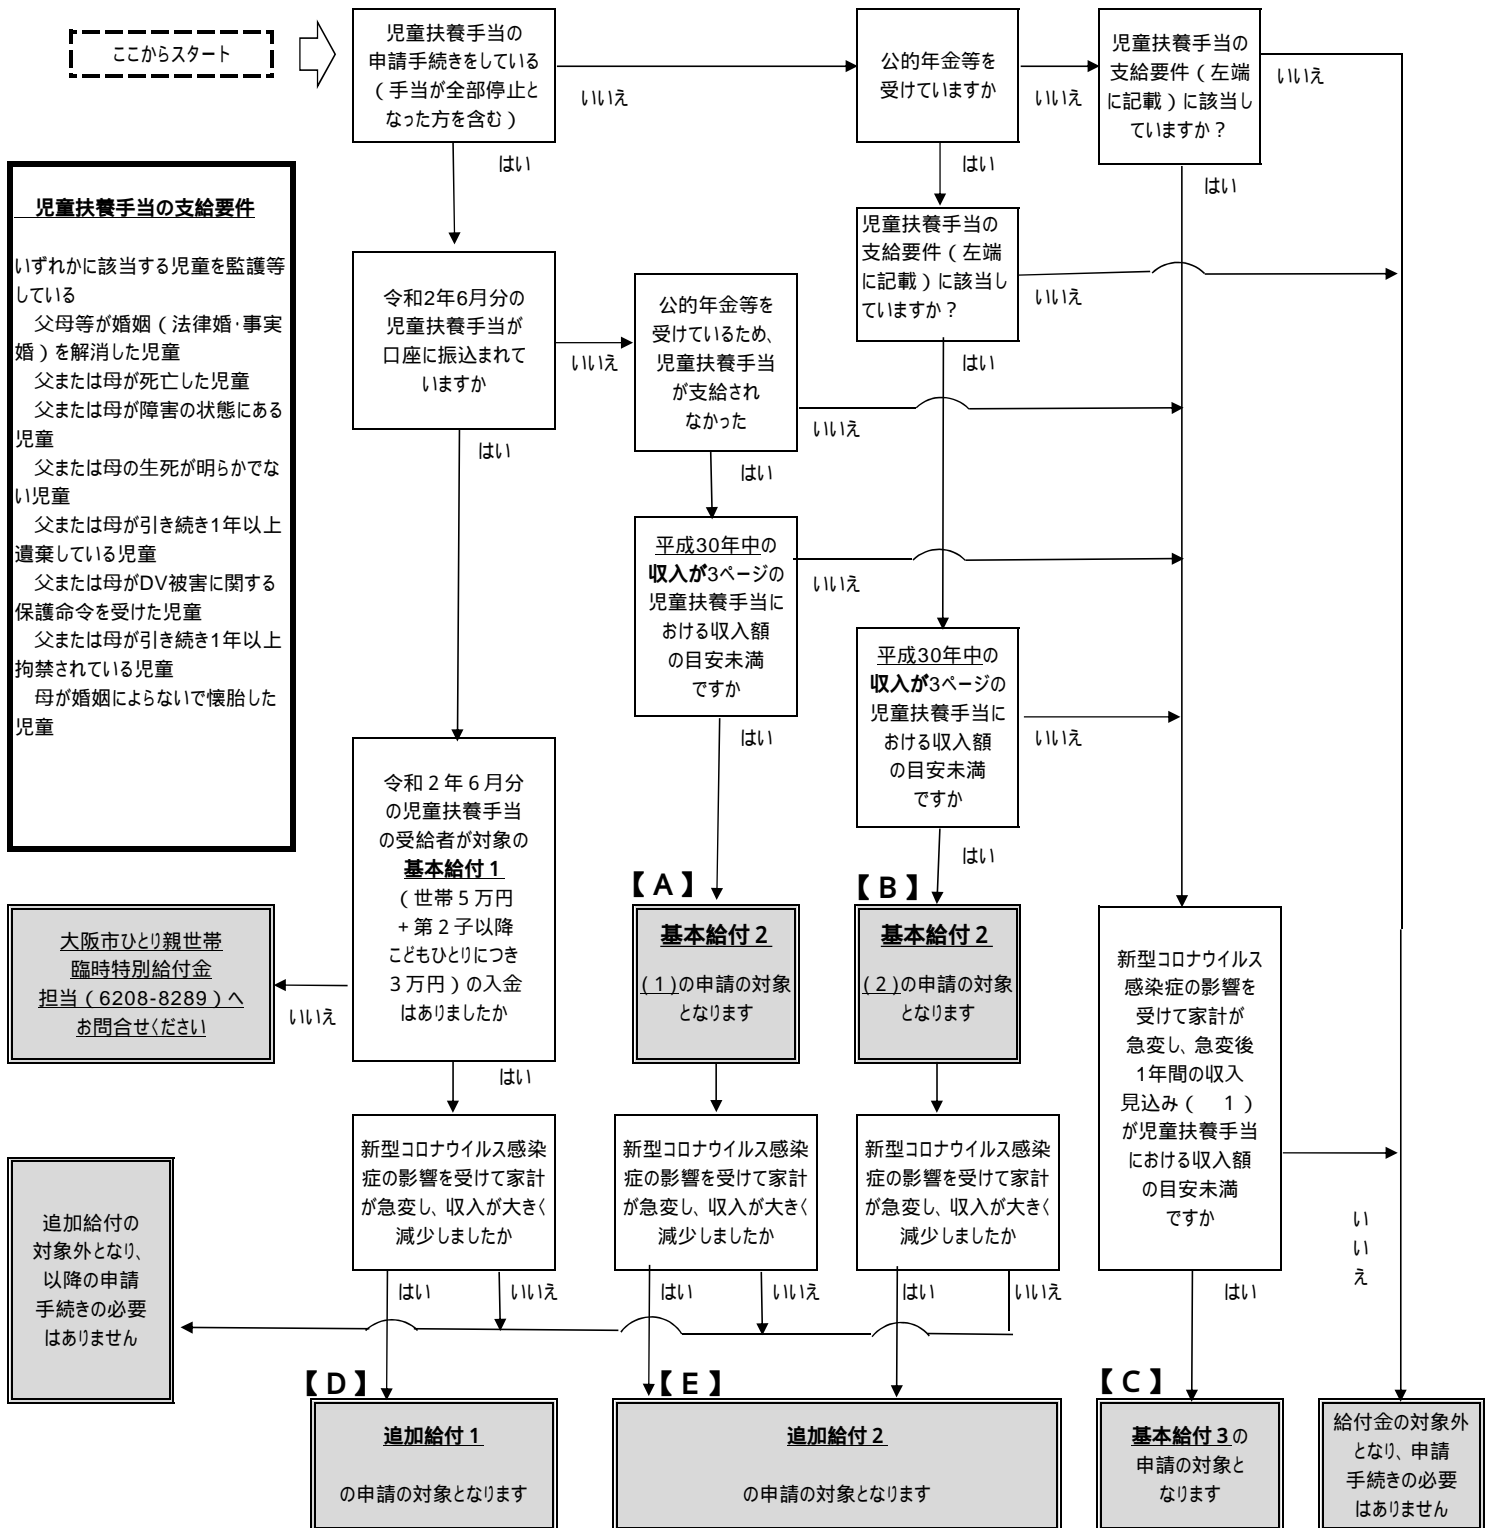 ここからスタート
児童扶養手当の
申請手続きをしている
（手当が全部停止と
なった方を含む）
いいえ
はい
公的年金等を
受けていますか
いいえ
はい
児童扶養手当の
支給要件（左端
に記載）に該当し
ていますか？
いいえ
はい
児童扶養手当の支給要件
いずれかに該当する児童を監護等
している
父母等が婚姻（法律婚・事実
婚）を解消した児童
父または母が死亡した児童
父または母が障害の状態にある
児童
父または母の生死が明らかでな
い児童
父または母が引き続き1年以上
遺棄している児童
父または母がDV被害に関する
保護命令を受けた児童
父または母が引き続き1年以上
拘禁されている児童
母が婚姻によらないで懐胎した
児童
児童扶養手当の
支給要件（左端
に記載）に該当し
ていますか？
いいえ
はい
令和2年6月分の
児童扶養手当が
口座に振込まれて
いますか
いいえ
はい
公的年金等を
受けているため、
児童扶養手当
が支給され
なかった
いいえ
はい
平成30年中の
収入が3ページの
児童扶養手当に
おける収入額
の目安未満
ですか
いいえ
はい
平成30年中の
収入が3ページの
児童扶養手当に
おける収入額
の目安未満
ですか
いいえ
はい
令和２年６月分
の児童扶養手当
の受給者が対象の
基本給付１
（世帯５万円
+第２子以降
こどもひとりにつき
３万円）の入金
はありましたか
いいえ
はい
大阪市ひとり親世帯
臨時特別給付金
担当（6208-8289）へ
お問合せください
【A】
基本給付２
(1)の申請の対象
となります
【B】
基本給付２
(2)の申請の対象
となります
新型コロナウイルス
感染症の影響を
受けて家計が
急変し、急変後
1年間の収入
見込み（　1）
が児童扶養手当
における収入額
の目安未満
ですか
いいえ
はい
新型コロナウイルス感染
症の影響を受けて家計
が急変し、収入が大きく
減少しましたか
はい
いいえ
新型コロナウイルス感染
症の影響を受けて家計
が急変し、収入が大きく
減少しましたか
はい
いいえ
新型コロナウイルス感染
症の影響を受けて家計
が急変し、収入が大きく
減少しましたか
はい
いいえ
追加給付の
対象外となり、
以降の申請
手続きの必要
はありません
【D】
追加給付１
の申請の対象となります
【E】
追加給付２
の申請の対象となります
【C】
基本給付３の
申請の対象と
なります
給付金の対象外
となり、申請
手続きの必要
はありません